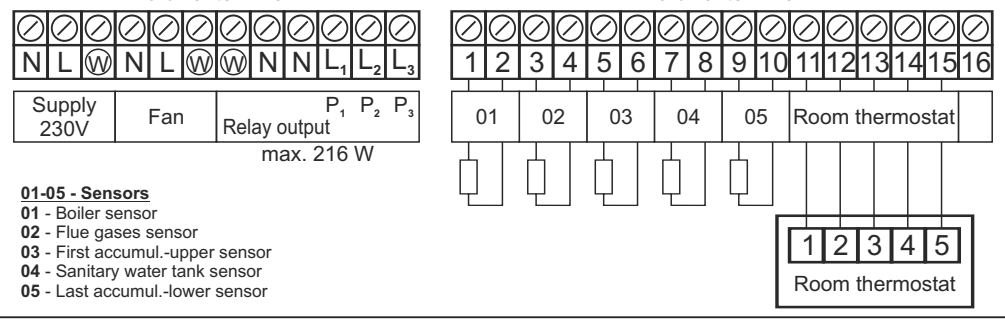 N L W N L W W N N L1 L2 L3
Supply 230V
Fan
Relay output P1 P2 P3
max. 216 W
1 2 3 4 5 6 7 8 9 10 11 12 13 14 15 16
01 02 03 04 05 Room thermostat
1 2 3 4 5
Room thermostat
01-05 - Sensors
01 - Boiler sensor
02 - Flue gases sensor
03 - First accumul.-upper sensor
04 - Sanitary water tank sensor
05 - Last accumul.-lower sensor